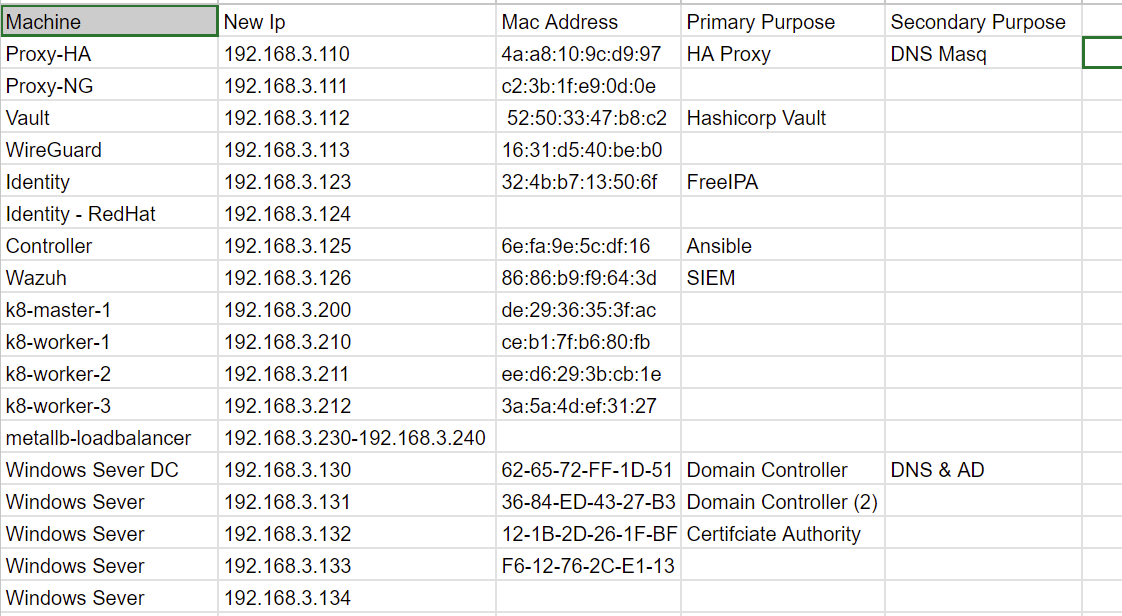 Machine New Ip Mac Address Primary Purpose Secondary Purpose
Proxy-HA 192.168.3.110 4a:a8:10:9c:d9:97 HA Proxy DNS Masq
Proxy-NG 192.168.3.111 c2:3b:1f:e9:0d:0e
Vault 192.168.3.112 52:50:33:47:b8:c2 Hashicorp Vault
WireGuard 192.168.3.113 16:31:d5:40:be:b0
Identity 192.168.3.123 32:4b:b7:13:50:6f FreeIPA
Identity - RedHat 192.168.3.124
Controller 192.168.3.125 6e:fa:9e:5c:df:16 Ansible
Wazuh 192.168.3.126 86:86:b9:f9:64:3d SIEM
k8-master-1 192.168.3.200 de:29:36:35:3f:ac
k8-worker-1 192.168.3.210 ce:b1:7f:b6:80:fb
k8-worker-2 192.168.3.211 ee:d6:29:3b:cb:1e
k8-worker-3 192.168.3.212 3a:5a:4d:ef:31:27
metallb-loadbalancer 192.168.3.230-192.168.3.240
Windows Sever DC 192.168.3.130 62-65-72-FF-1D-51 Domain Controller DNS & AD
Windows Sever 192.168.3.131 36-84-ED-43-27-B3 Domain Controller (2)
Windows Sever 192.168.3.132 12-1B-2D-26-1F-BF Certifciate Authority
Windows Sever 192.168.3.133 F6-12-76-2C-E1-13
Windows Sever 192.168.3.134